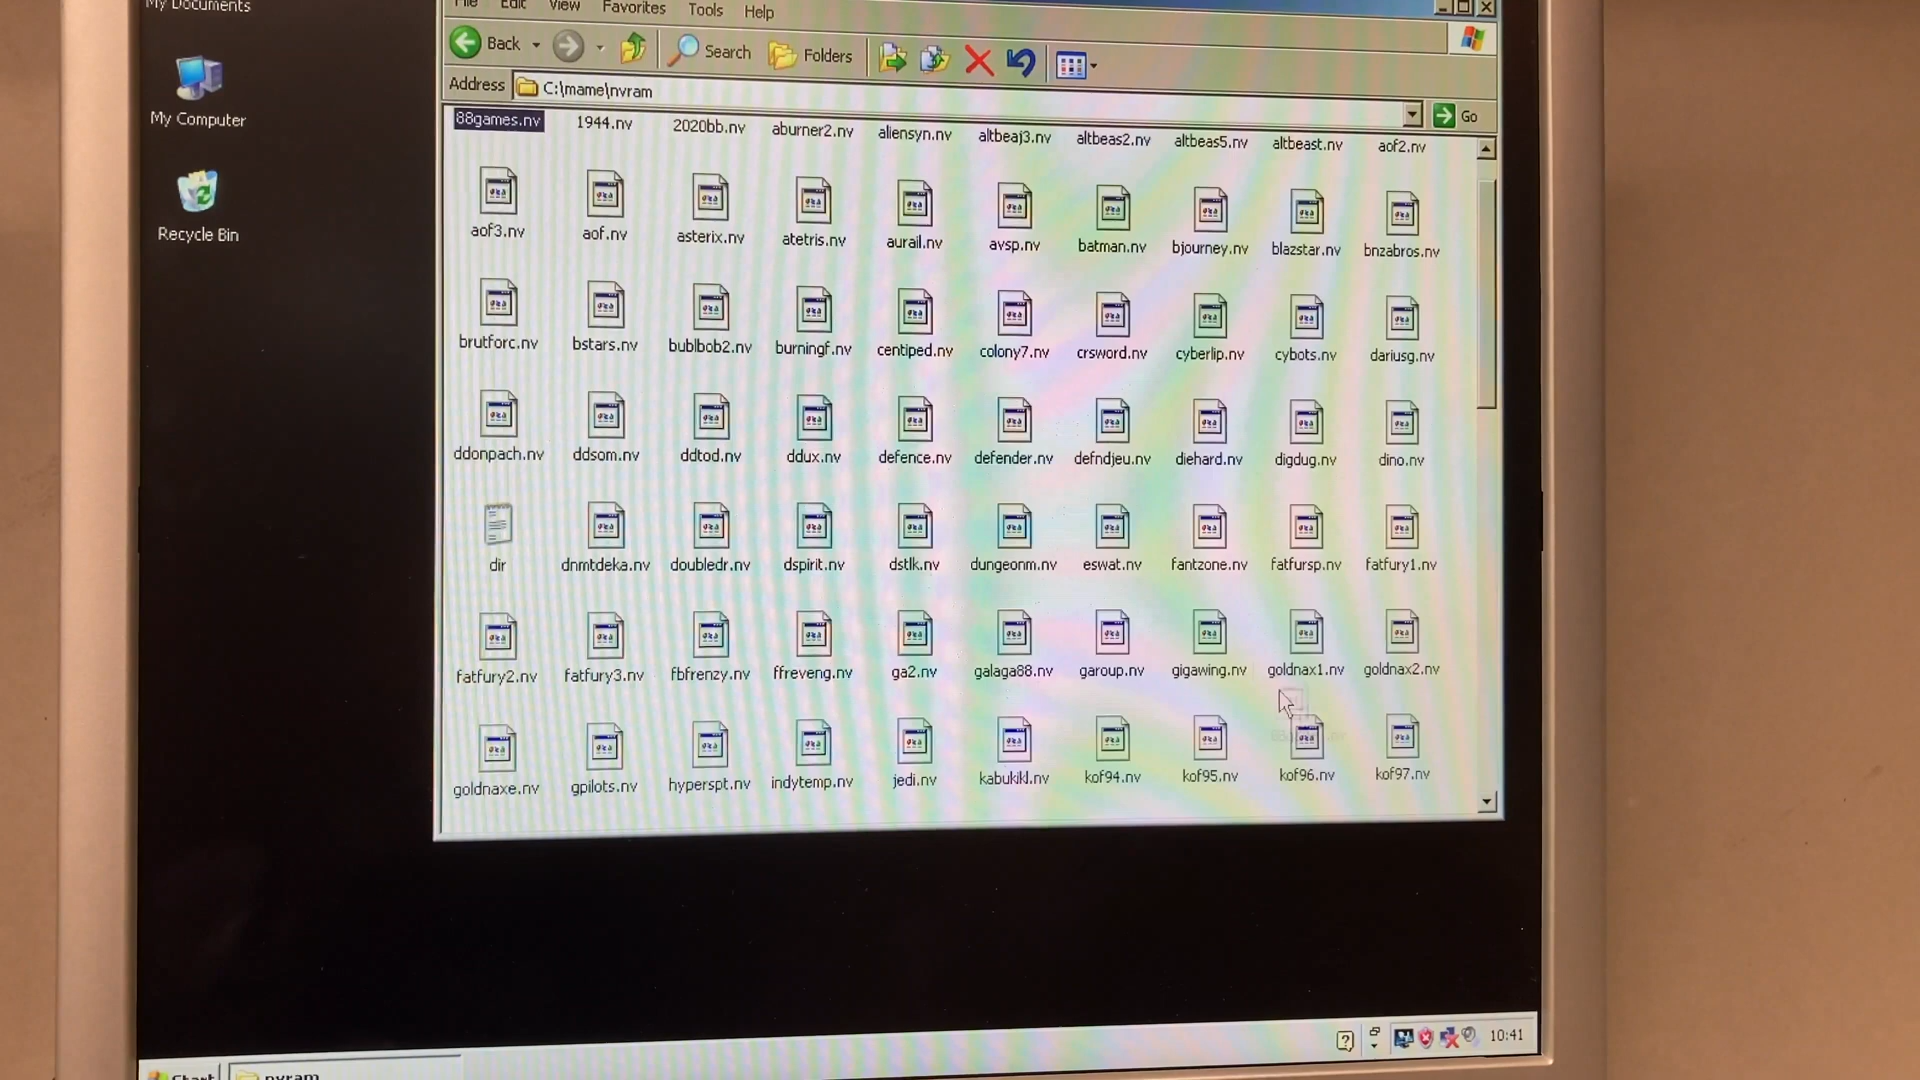 My Documents
My Computer
Recycle Bin
File Edit View Favorites Tools Help
Back Search Folders
Address C:\mame\nvram Go
88games.nv 1944.nv 2020bb.nv aburner2.nv aliensyn.nv altbeaj3.nv altbeas2.nv altbeas5.nv altbeast.nv aof2.nv
aof3.nv aof.nv asterix.nv atetris.nv aurail.nv avsp.nv batman.nv bjourney.nv blazstar.nv bnzabros.nv
brutforc.nv bstars.nv bublbob2.nv burningf.nv centiped.nv colony7.nv crsword.nv cyberlip.nv cybots.nv dariusg.nv
ddonpach.nv ddsom.nv ddtod.nv ddux.nv defence.nv defender.nv defndjeu.nv diehard.nv digdug.nv dino.nv
dir dnmtdeka.nv doubledr.nv dspirit.nv dstlk.nv dungeonm.nv eswat.nv fantzone.nv fatfursp.nv fatfury1.nv
fatfury2.nv fatfury3.nv fbfrenzy.nv ffreveng.nv ga2.nv galaga88.nv garoup.nv gigawing.nv goldnax1.nv goldnax2.nv
goldnaxe.nv gpilots.nv hyperspt.nv indytemp.nv jedi.nv kabukikl.nv kof94.nv kof95.nv kof96.nv kof97.nv
10:41
Start nvram